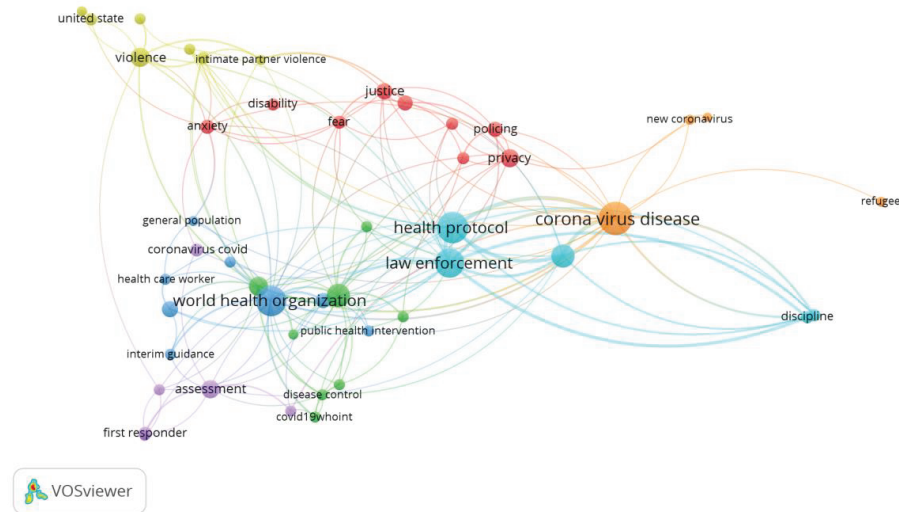 united state
violence
intimate partner violence
justice
disability
anxiety
fear
policing
privacy
new coronavirus
refugee
general population
health protocol
corona virus disease
coronavirus covid
law enforcement
health care worker
world health organization
discipline
public health intervention
interim guidance
assessment
disease control
covid19whoint
first responder
VOSviewer